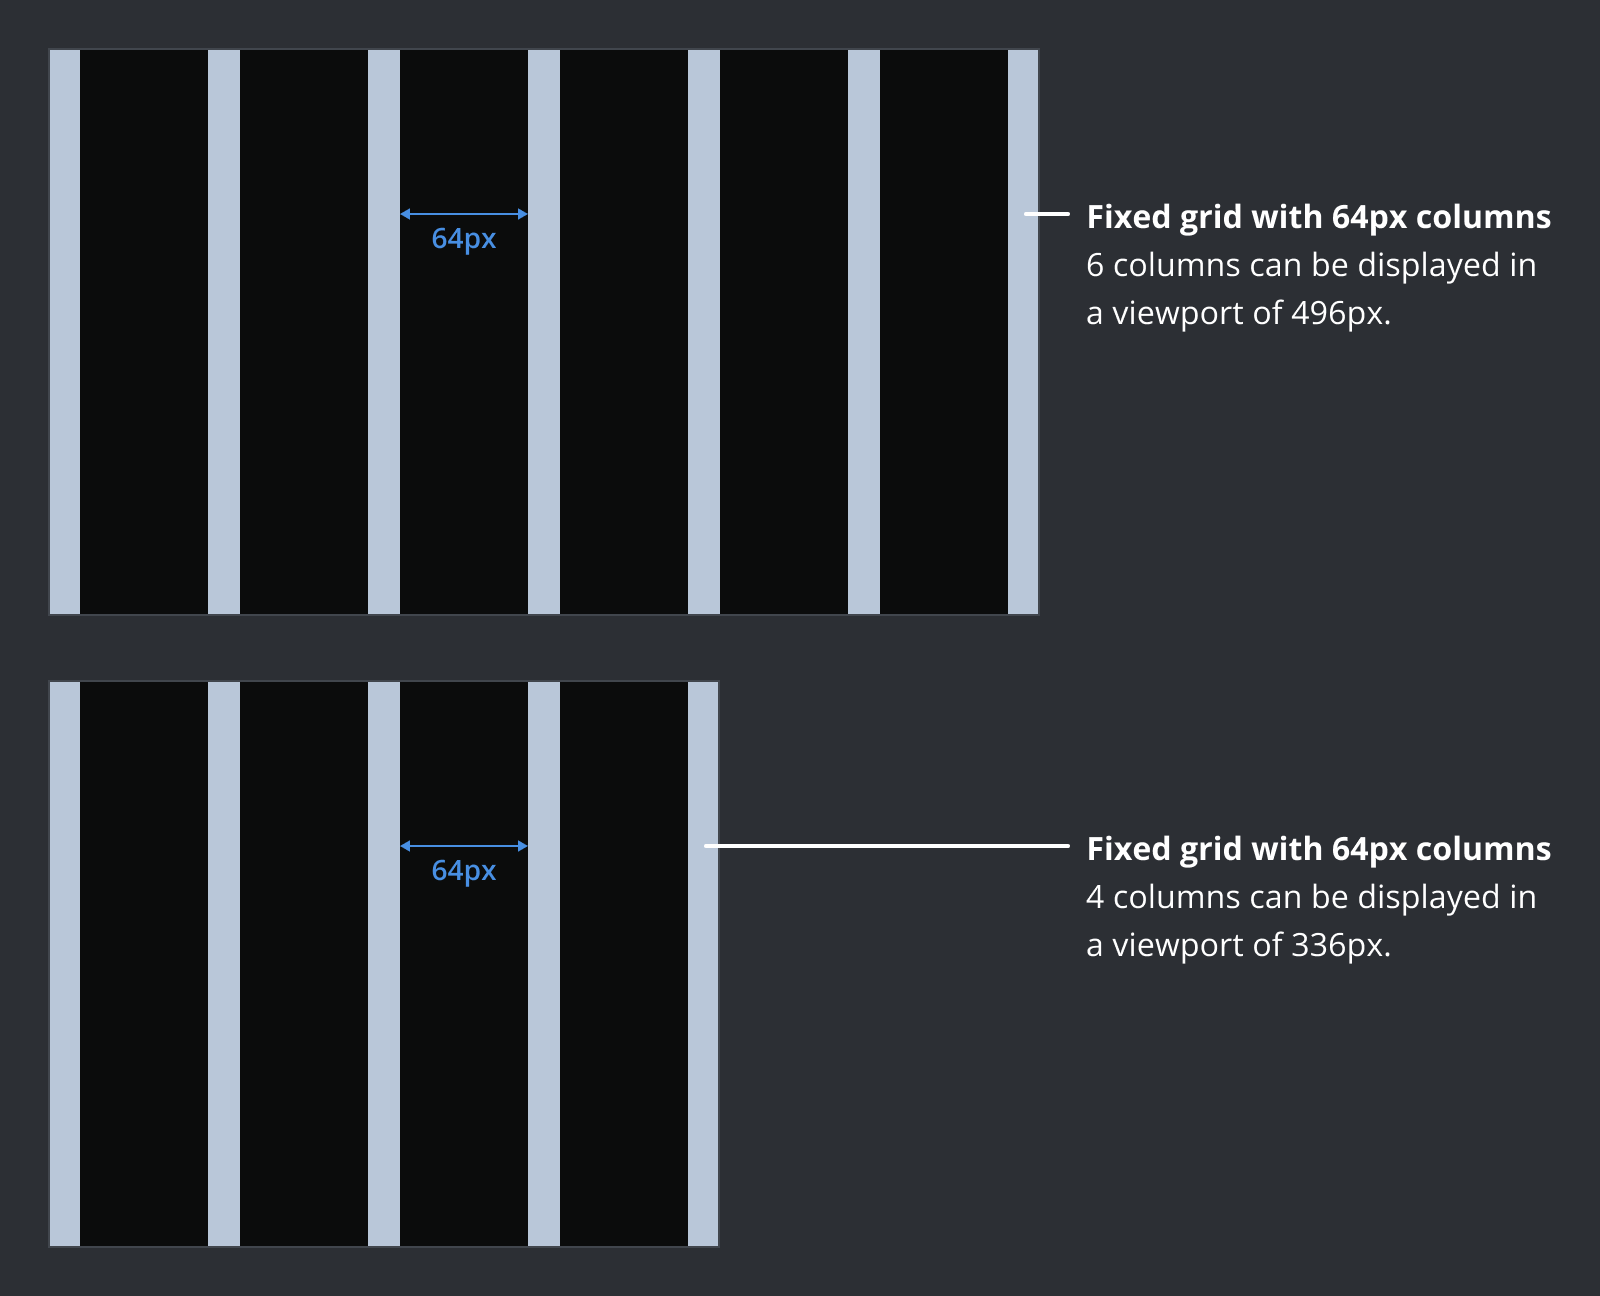 64px
Fixed grid with 64px columns
6 columns can be displayed in
a viewport of 496px.
64px
Fixed grid with 64px columns
4 columns can be displayed in
a viewport of 336px.